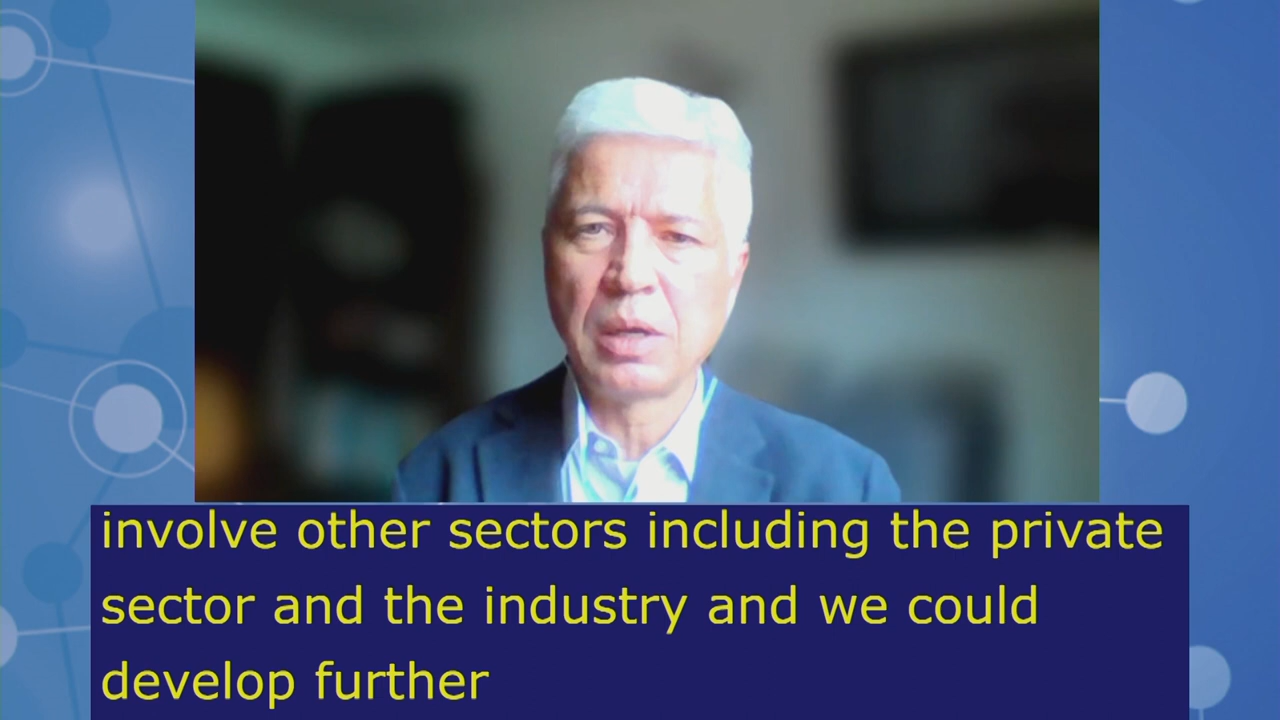 involve other sectors including the private
sector and the industry and we could
develop further